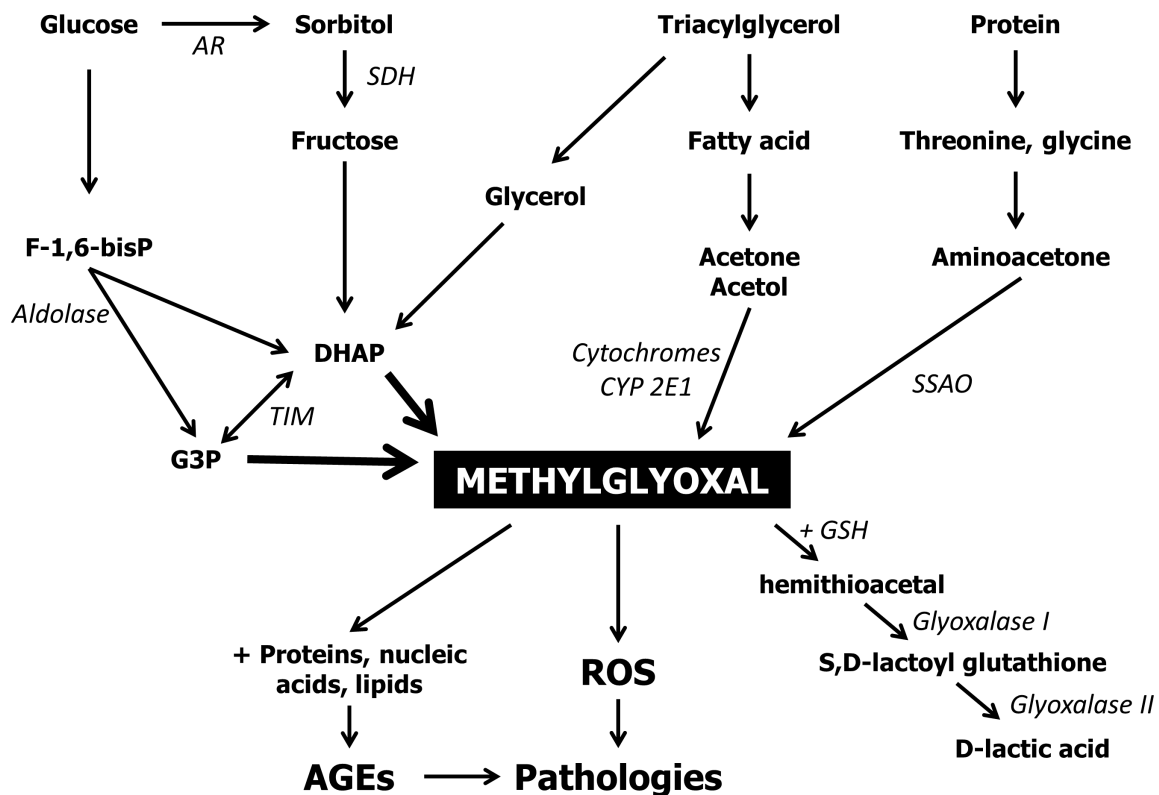 Glucose
AR
Sorbitol
Triacylglycerol
Protein
SDH
Fructose
Fatty acid
Threonine, glycine
Glycerol
F-1,6-bisP
Acetone
Acetol
Aminoacetone
Aldolase
DHAP
Cytochromes
CYP 2E1
SSAO
TIM
G3P
METHYLGLYOXAL
+ GSH
hemithioacetal
Glyoxalase I
+ Proteins, nucleic
acids, lipids
ROS
S,D-lactoyl glutathione
Glyoxalase II
D-lactic acid
AGEs
Pathologies